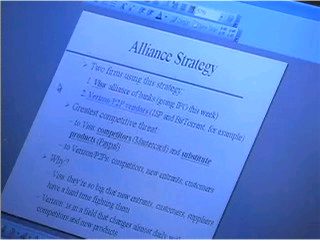 Alliance Strategy
Two firms using this strategy
1. Visa alliance of banks (going IPO this week)
2. Verizon P2P vendors (ISP and BitTorrent, for example)
Greatest competitive threat
- to Visa: competitors (Mastercard) and substitute
products (Paypal)
- to Verizon/P2Ps: competitors, new entrants, customers
Why?
Visa: they're so big that new entrants, customers, suppliers
have a hard time fighting them
Verizon: is in a field that changes almost daily with
competitors and new products